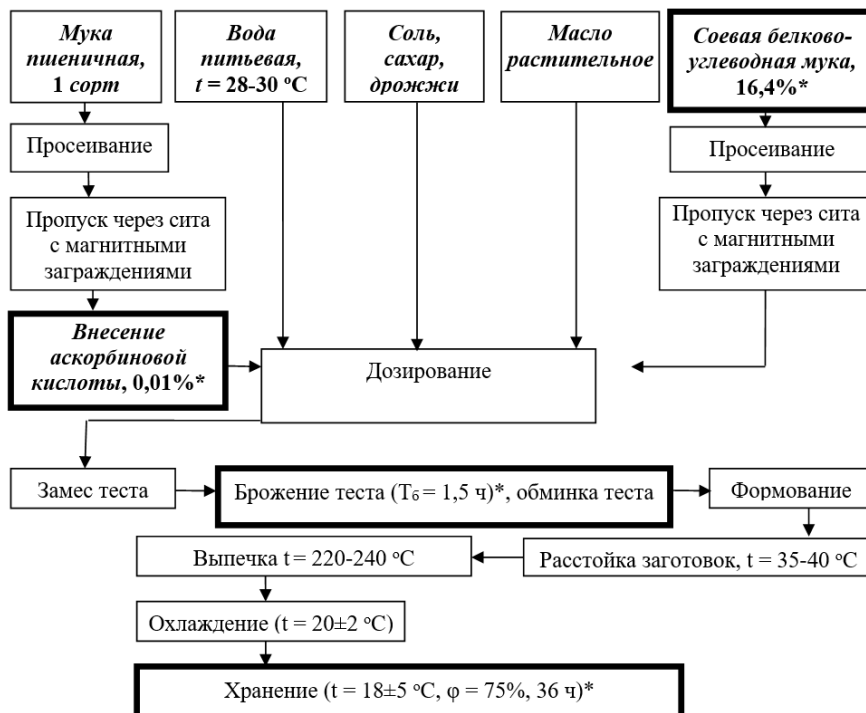 Мука
пшеничная,
1 сорт
Вода
питьевая,
t = 28-30 °С
Соль,
сахар,
дрожжи
Масло
растительное
Соевая белково-
углеводная мука,
16,4%*
Просеивание
Просеивание
Пропуск через сита
с магнитными
заграждениями
Пропуск через сита
с магнитными
заграждениями
Внесение
аскорбиновой
кислоты, 0,01%*
Дозирование
Замес теста
Брожение теста (Тб = 1,5 ч)*, обминка теста
Формование
Выпечка t = 220-240 °С
Расстойка заготовок, t = 35-40 °С
Охлаждение (t = 20±2 °С)
Хранение (t = 18±5 °С, φ = 75%, 36 ч)*